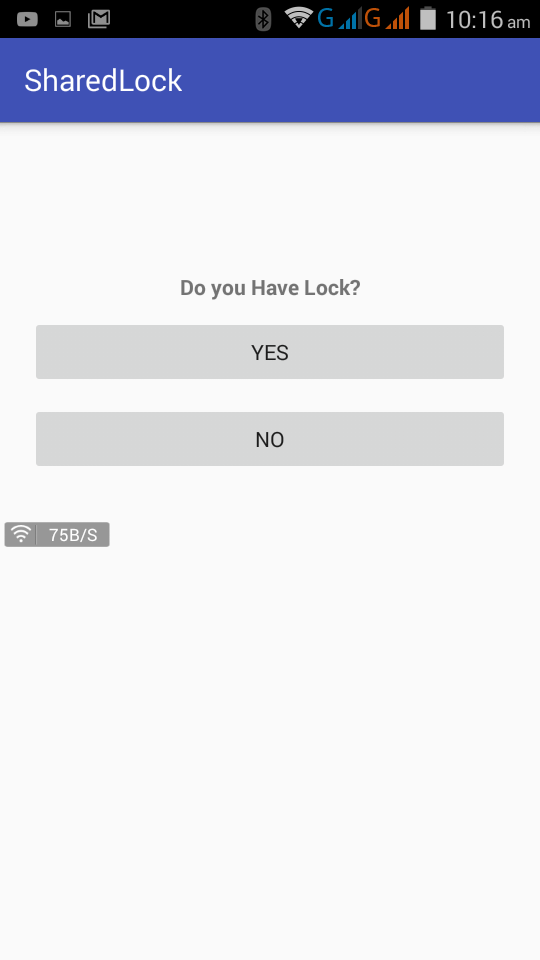 G G 10:16 am
SharedLock
Do you Have Lock?
YES
NO
75B/S